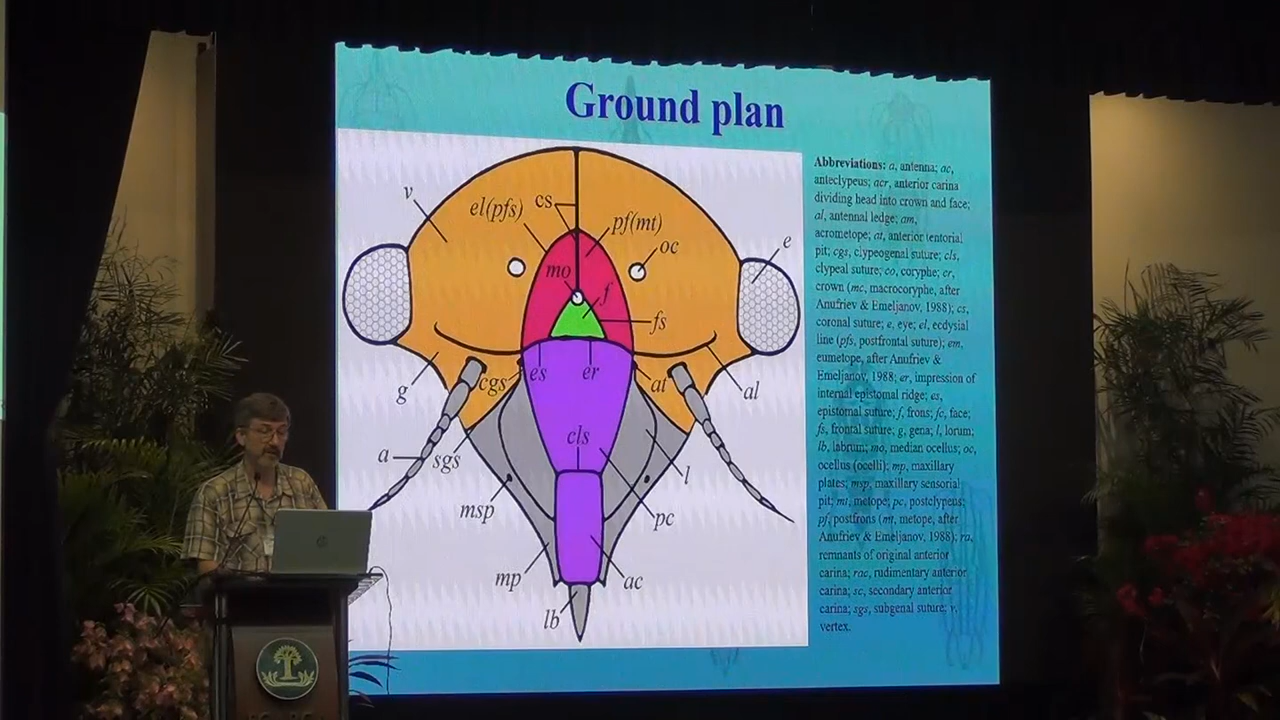 Ground plan
v
el(pfs)
cs
pf(mt)
oc
e
mo
f
fs
g
cgs
es
er
at
al
a
sgs
cls
l
msp
pc
mp
ac
lb
Abbreviations: a, antenna; ac,
anteclypeus; acr, anterior carina
dividing head into crown and face;
al, antennal ledge; am,
acrometope; at, anterior tentorial
pit; cgs, clypeogenal suture; cls,
clypeal suture; co, coryphe; cr,
crown (mc, macrocoryphe, after
Anufriev & Emeljanov, 1988); cs,
coronal suture; e, eye; el, ecdysial
line (pfs, postfrontal suture); em,
eumetope, after Anufriev &
Emeljanov, 1988; er, impression of
internal epistomal ridge; es,
epistomal suture; f, frons; fc, face;
fs, frontal suture; g, gena; l, lorum;
lb, labrum; mo, median ocellus; oc,
ocellus (ocelli); mp, maxillary
plates; msp, maxillary sensorial
pit; mt, metope; pc, postclypeus;
pf, postfrons (mt, metope, after
Anufriev & Emeljanov, 1988); ra,
remnants of original anterior
carina; rac, rudimentary anterior
carina; sc, secondary anterior
carina; sgs, subgenal suture; v,
vertex.